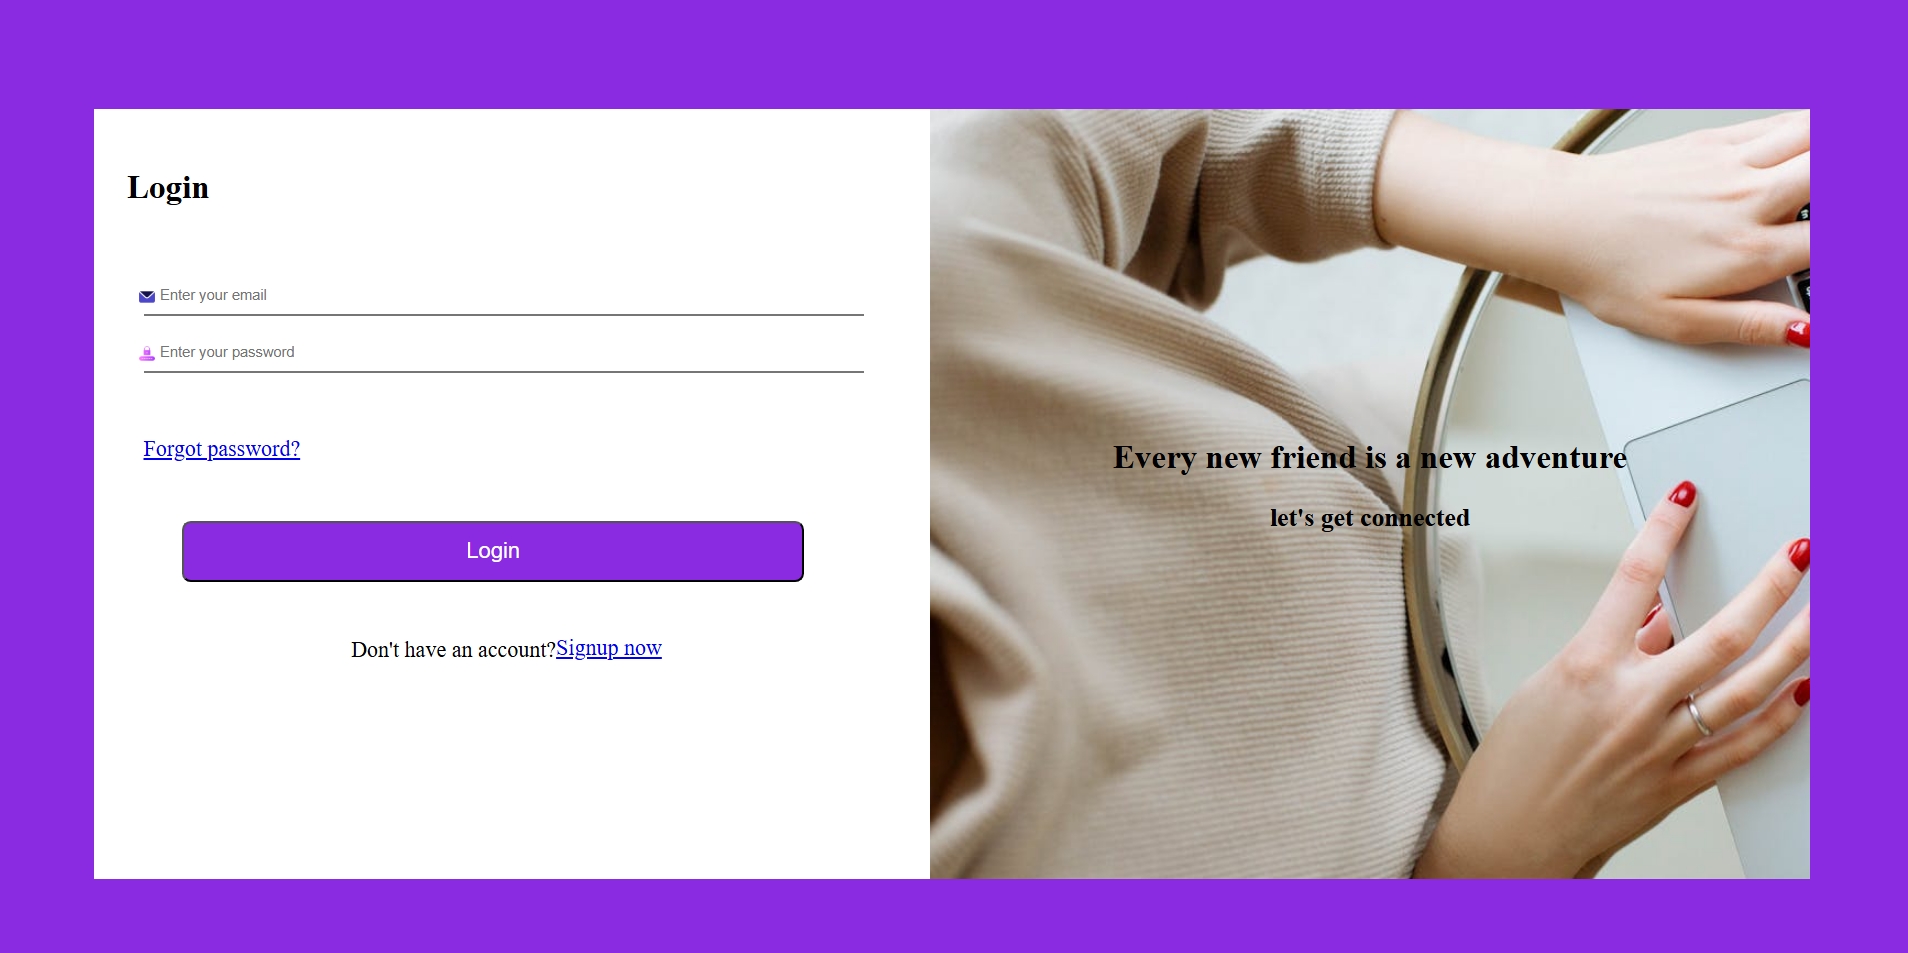 Login
Enter your email
Enter your password
Forgot password?
Login
Don't have an account?Signup now
Every new friend is a new adventure
let's get connected